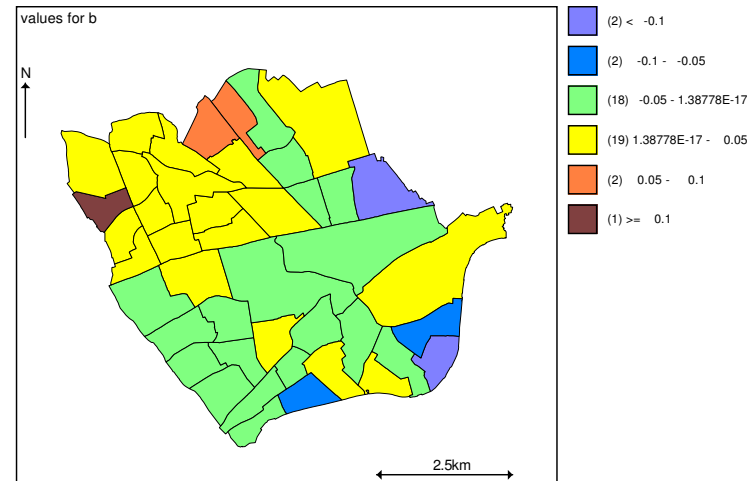 values for b
N
2.5km
(2) < -0.1
(2) -0.1 - -0.05
(18) -0.05 - 1.38778E-17
(19) 1.38778E-17 - 0.05
(2) 0.05 - 0.1
(1) >= 0.1